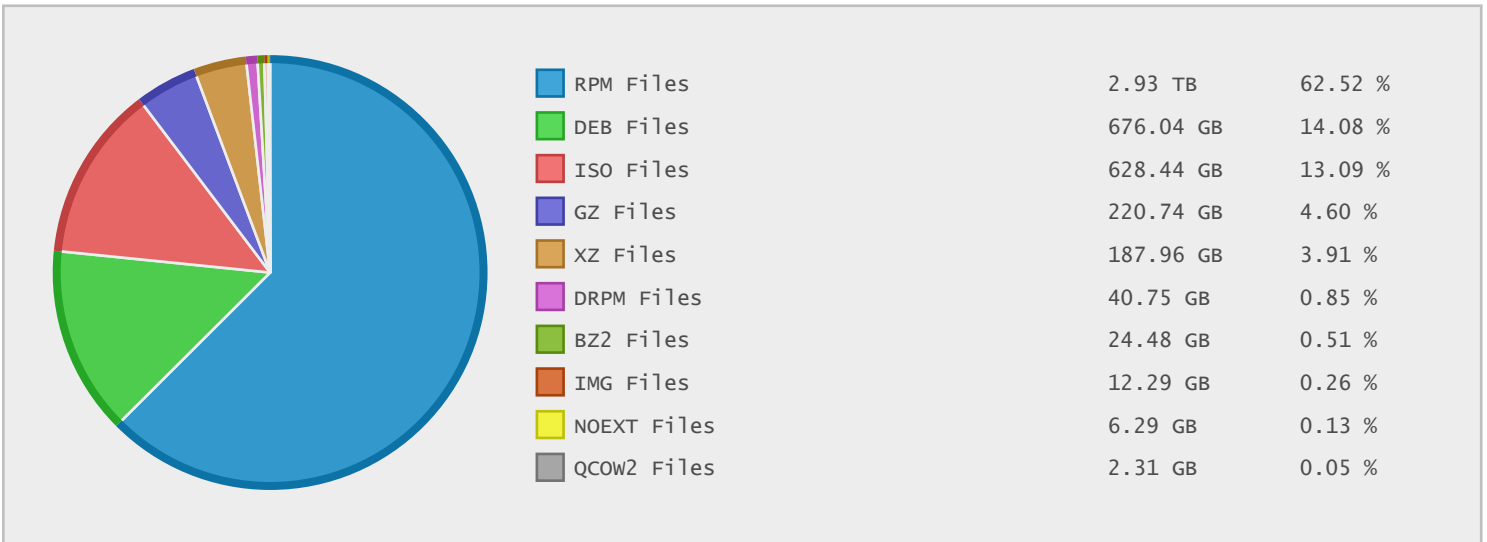 RPM Files 2.93 TB 62.52 %
DEB Files 676.04 GB 14.08 %
ISO Files 628.44 GB 13.09 %
GZ Files 220.74 GB 4.60 %
XZ Files 187.96 GB 3.91 %
DRPM Files 40.75 GB 0.85 %
BZ2 Files 24.48 GB 0.51 %
IMG Files 12.29 GB 0.26 %
NOEXT Files 6.29 GB 0.13 %
QCOW2 Files 2.31 GB 0.05 %